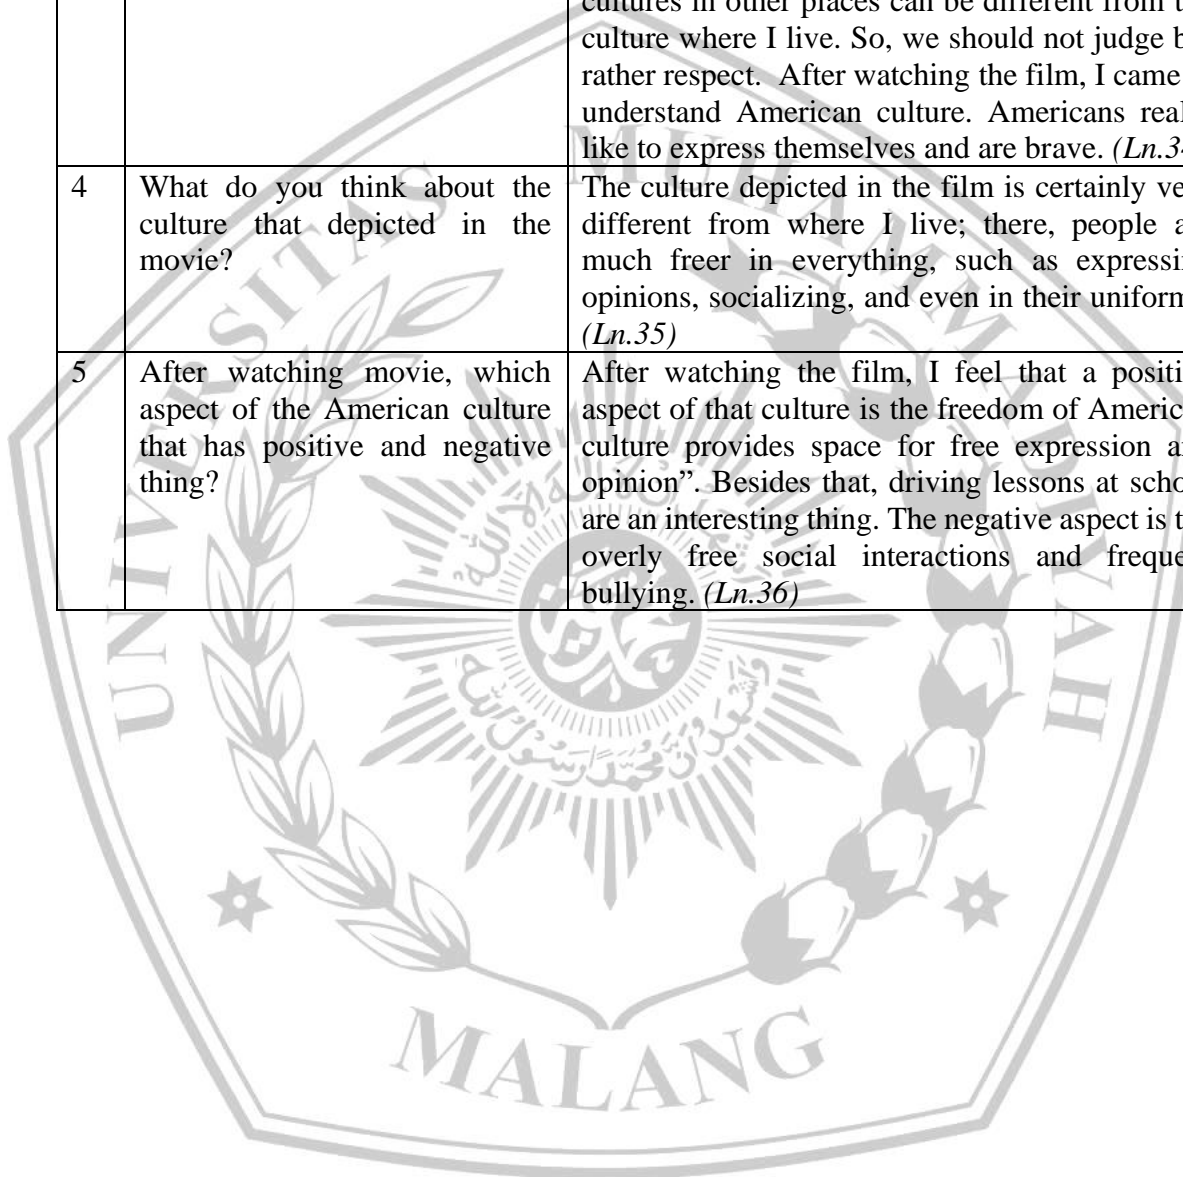 cultures in other places can be different from t
culture where I live. So, we should not judge b
rather respect. After watching the film, I came
understand American culture. Americans real
like to express themselves and are brave. (Ln.34
4
What do you think about the
culture that depicted in the
movie?
The culture depicted in the film is certainly ve
different from where I live; there, people a
much freer in everything, such as expressi
opinions, socializing, and even in their uniform
(Ln.35)
5
After watching movie, which
aspect of the American culture
that has positive and negative
thing?
After watching the film, I feel that a positi
aspect of that culture is the freedom of Americ
culture provides space for free expression a
opinion”. Besides that, driving lessons at scho
are an interesting thing. The negative aspect is t
overly free social interactions and freque
bullying. (Ln.36)
UNIVERSITAS MUHAMMADIYAH
MALANG